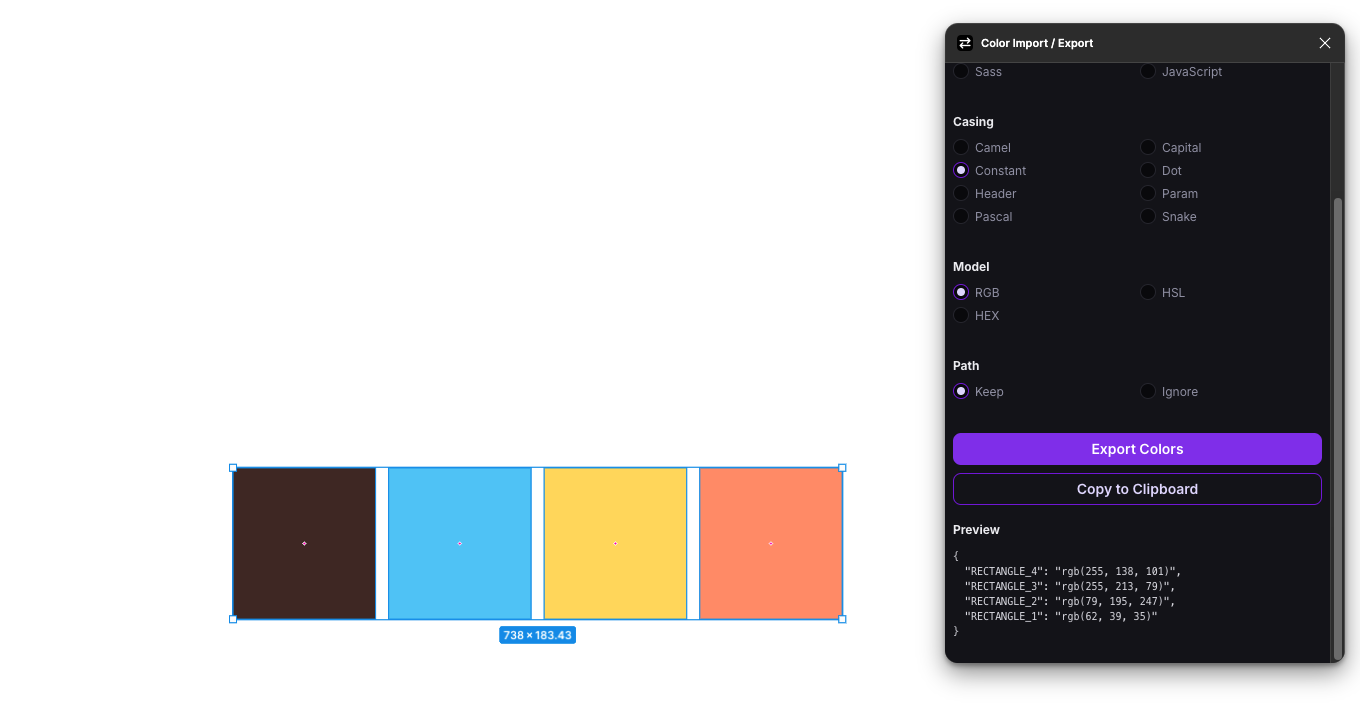 Color Import / Export
Sass
JavaScript
Casing
Camel
Capital
Constant
Dot
Header
Param
Pascal
Snake
Model
RGB
HSL
HEX
Path
Keep
Ignore
Export Colors
Copy to Clipboard
Preview
{
  "RECTANGLE_4": "rgb(255, 138, 101)",
  "RECTANGLE_3": "rgb(255, 213, 79)",
  "RECTANGLE_2": "rgb(79, 195, 247)",
  "RECTANGLE_1": "rgb(62, 39, 35)"
}
738 × 183.43